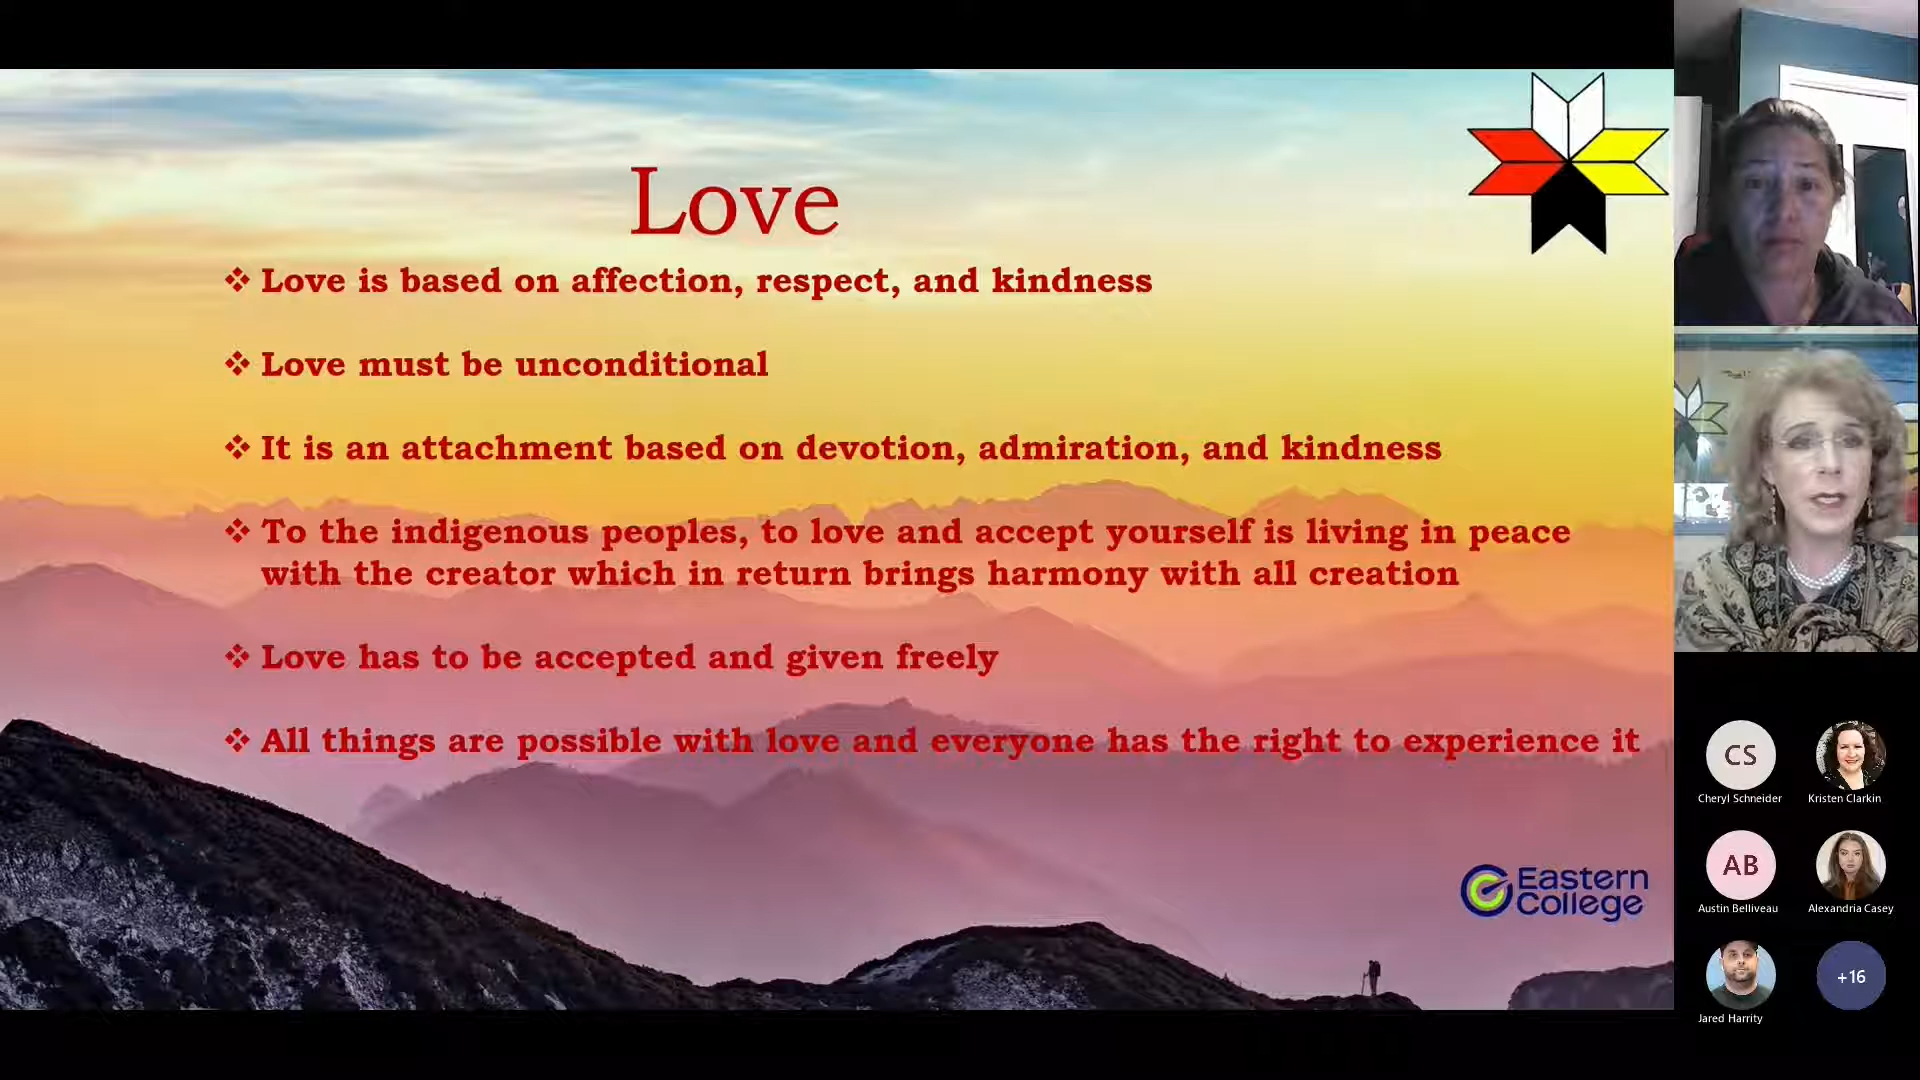 Love
❖ Love is based on affection, respect, and kindness
❖ Love must be unconditional
❖ It is an attachment based on devotion, admiration, and kindness
❖ To the indigenous peoples, to love and accept yourself is living in peace
with the creator which in return brings harmony with all creation
❖ Love has to be accepted and given freely
❖ All things are possible with love and everyone has the right to experience it
Eastern
College
CS
Cheryl Schneider
Kristen Clarkin
AB
Austin Belliveau
Alexandria Casey
Jared Harrity
+16